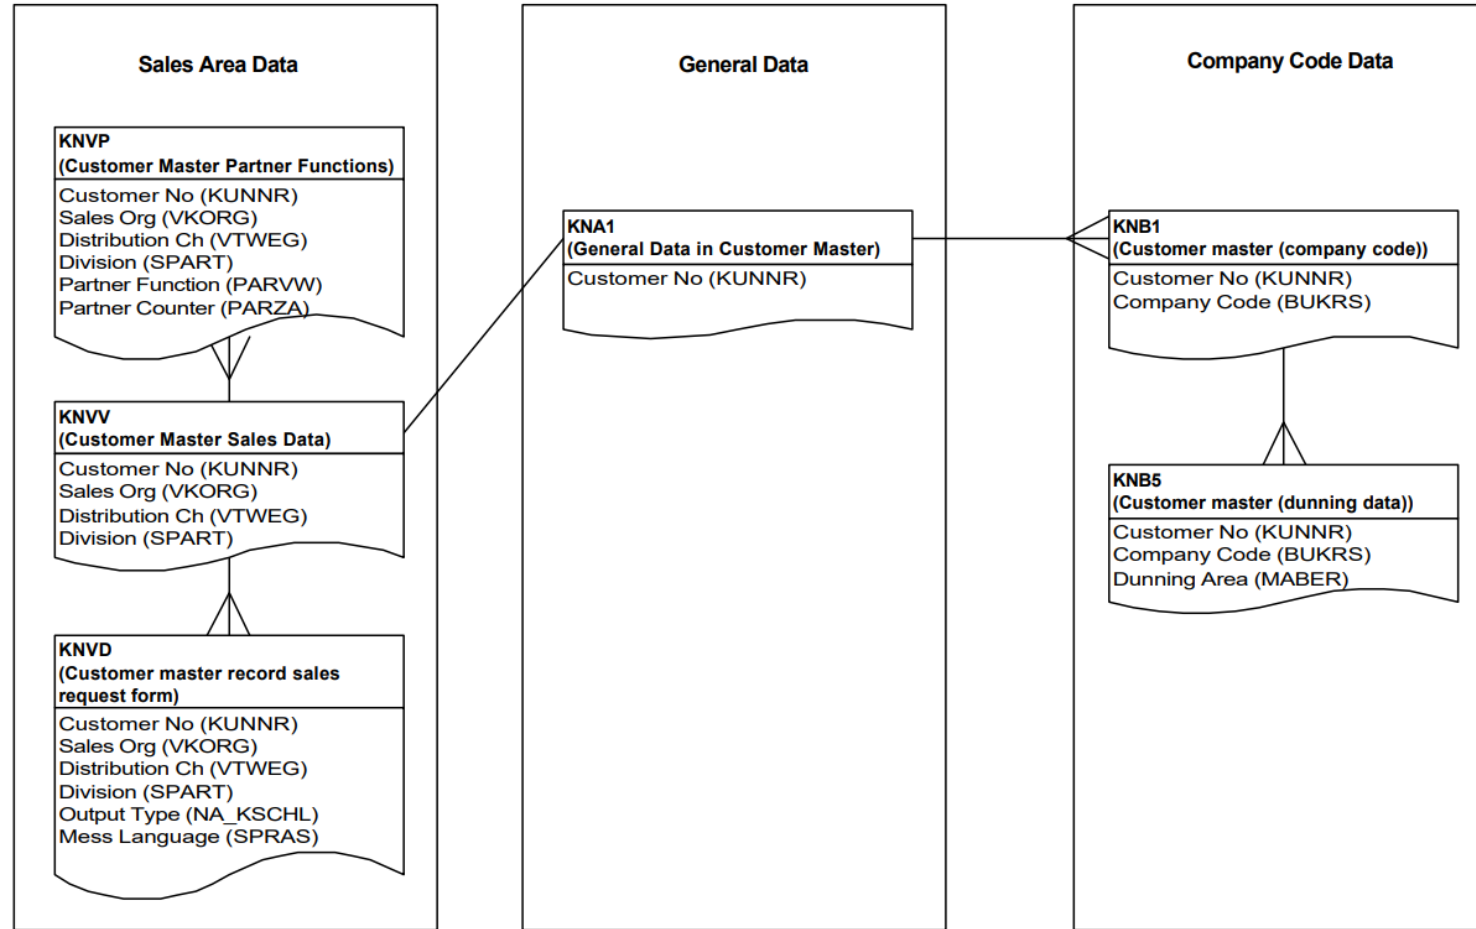 Sales Area Data
KNVP
(Customer Master Partner Functions)
Customer No (KUNNR)
Sales Org (VKORG)
Distribution Ch (VTWEG)
Division (SPART)
Partner Function (PARVW)
Partner Counter (PARZA)
KNVV
(Customer Master Sales Data)
Customer No (KUNNR)
Sales Org (VKORG)
Distribution Ch (VTWEG)
Division (SPART)
KNVD
(Customer master record sales
request form)
Customer No (KUNNR)
Sales Org (VKORG)
Distribution Ch (VTWEG)
Division (SPART)
Output Type (NA_KSCHL)
Mess Language (SPRAS)
General Data
KNA1
(General Data in Customer Master)
Customer No (KUNNR)
Company Code Data
KNB1
(Customer master (company code))
Customer No (KUNNR)
Company Code (BUKRS)
KNB5
(Customer master (dunning data))
Customer No (KUNNR)
Company Code (BUKRS)
Dunning Area (MABER)